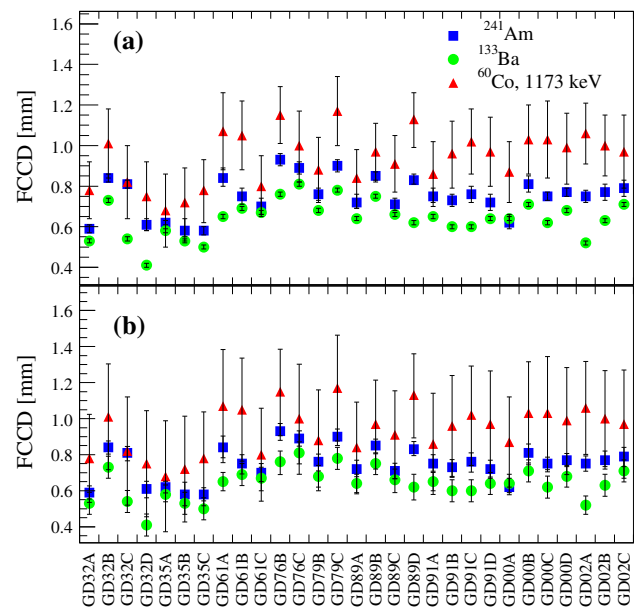 1.6
1.4
1.2
1.0
0.8
0.6
0.4
FCCD [mm]
(a)
²⁴¹Am
¹³³Ba
⁶⁰Co, 1173 keV
1.6
1.4
1.2
1.0
0.8
0.6
0.4
FCCD [mm]
(b)
GD32A
GD32B
GD32C
GD32D
GD35A
GD35B
GD35C
GD61A
GD61B
GD61C
GD76B
GD76C
GD79B
GD79C
GD89A
GD89B
GD89C
GD89D
GD91A
GD91B
GD91C
GD91D
GD00A
GD00B
GD00C
GD00D
GD02A
GD02B
GD02C